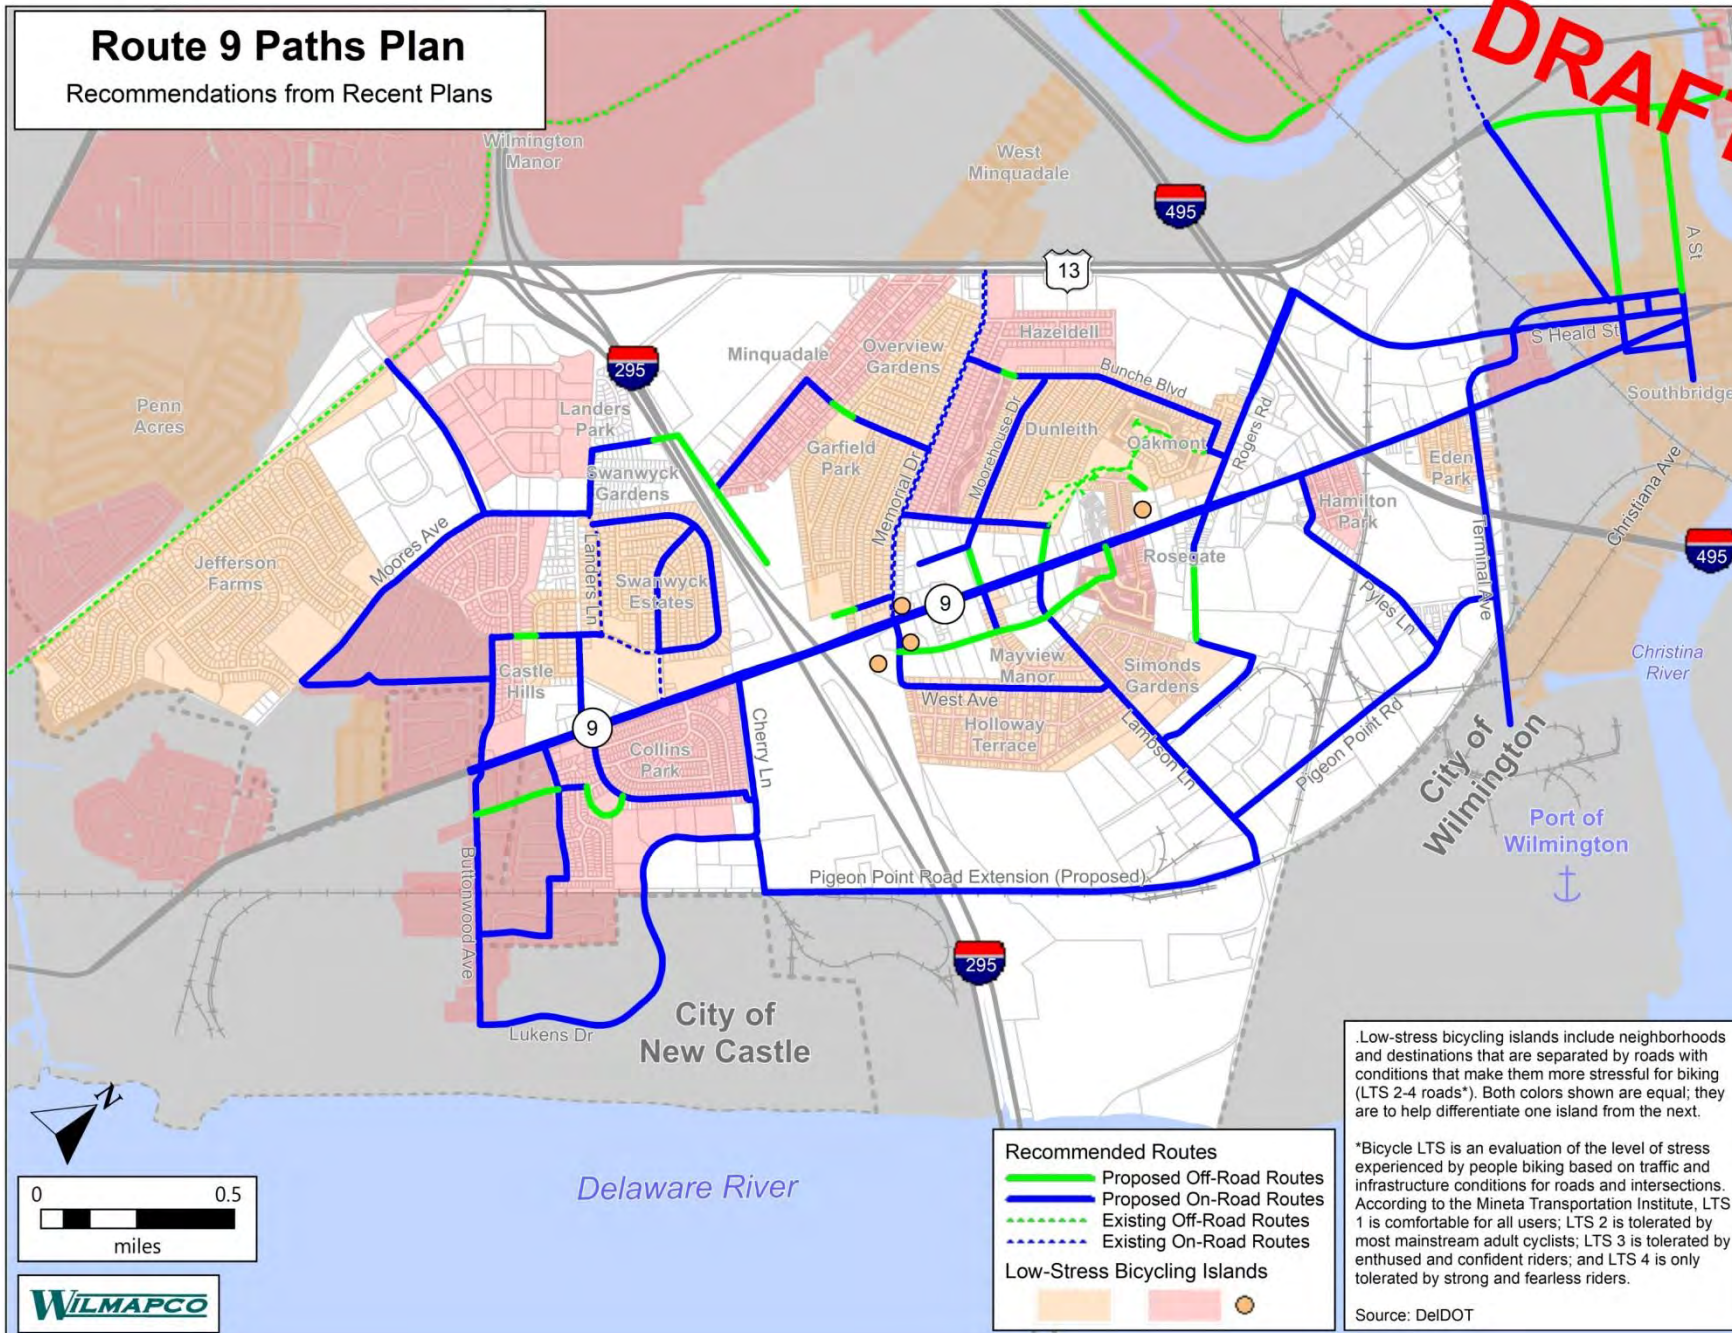 Route 9 Paths Plan
Recommendations from Recent Plans
DRAFT
Wilmington
Manor
West
Minquadale
495
13
A St
Hazeldell
Overview
Gardens
Minquadale
S Heald St
295
Bunche Blvd
Southbridge
Penn
Acres
Landers
Park
Moorehouse Dr
Dunleith
Oakmont
Rogers Rd
Garfield
Park
Eden
Park
Swanwyck
Gardens
Memorial Dr
Hamilton
Park
Christiana Ave
Moores Ave
Jefferson
Farms
Landers Ln
Swanwyck
Estates
Rosegate
Terminal Ave
495
Pyles Ln
9
Castle
Hills
Mayview
Manor
Simonds
Gardens
Christina
River
West Ave
Holloway
Terrace
9
Collins
Park
Cherry Ln
Lambson Ln
Pigeon Point Rd
City of
Wilmington
Port of
Wilmington
Pigeon Point Road Extension (Proposed)
Buttonwood Ave
295
Lukens Dr
City of
New Castle
N
Delaware River
0 0.5
miles
WILMAPCO
Recommended Routes
Proposed Off-Road Routes
Proposed On-Road Routes
Existing Off-Road Routes
Existing On-Road Routes
Low-Stress Bicycling Islands
.Low-stress bicycling islands include neighborhoods
and destinations that are separated by roads with
conditions that make them more stressful for biking
(LTS 2-4 roads*). Both colors shown are equal; they
are to help differentiate one island from the next.
*Bicycle LTS is an evaluation of the level of stress
experienced by people biking based on traffic and
infrastructure conditions for roads and intersections.
According to the Mineta Transportation Institute, LTS
1 is comfortable for all users; LTS 2 is tolerated by
most mainstream adult cyclists; LTS 3 is tolerated by
enthused and confident riders; and LTS 4 is only
tolerated by strong and fearless riders.
Source: DelDOT